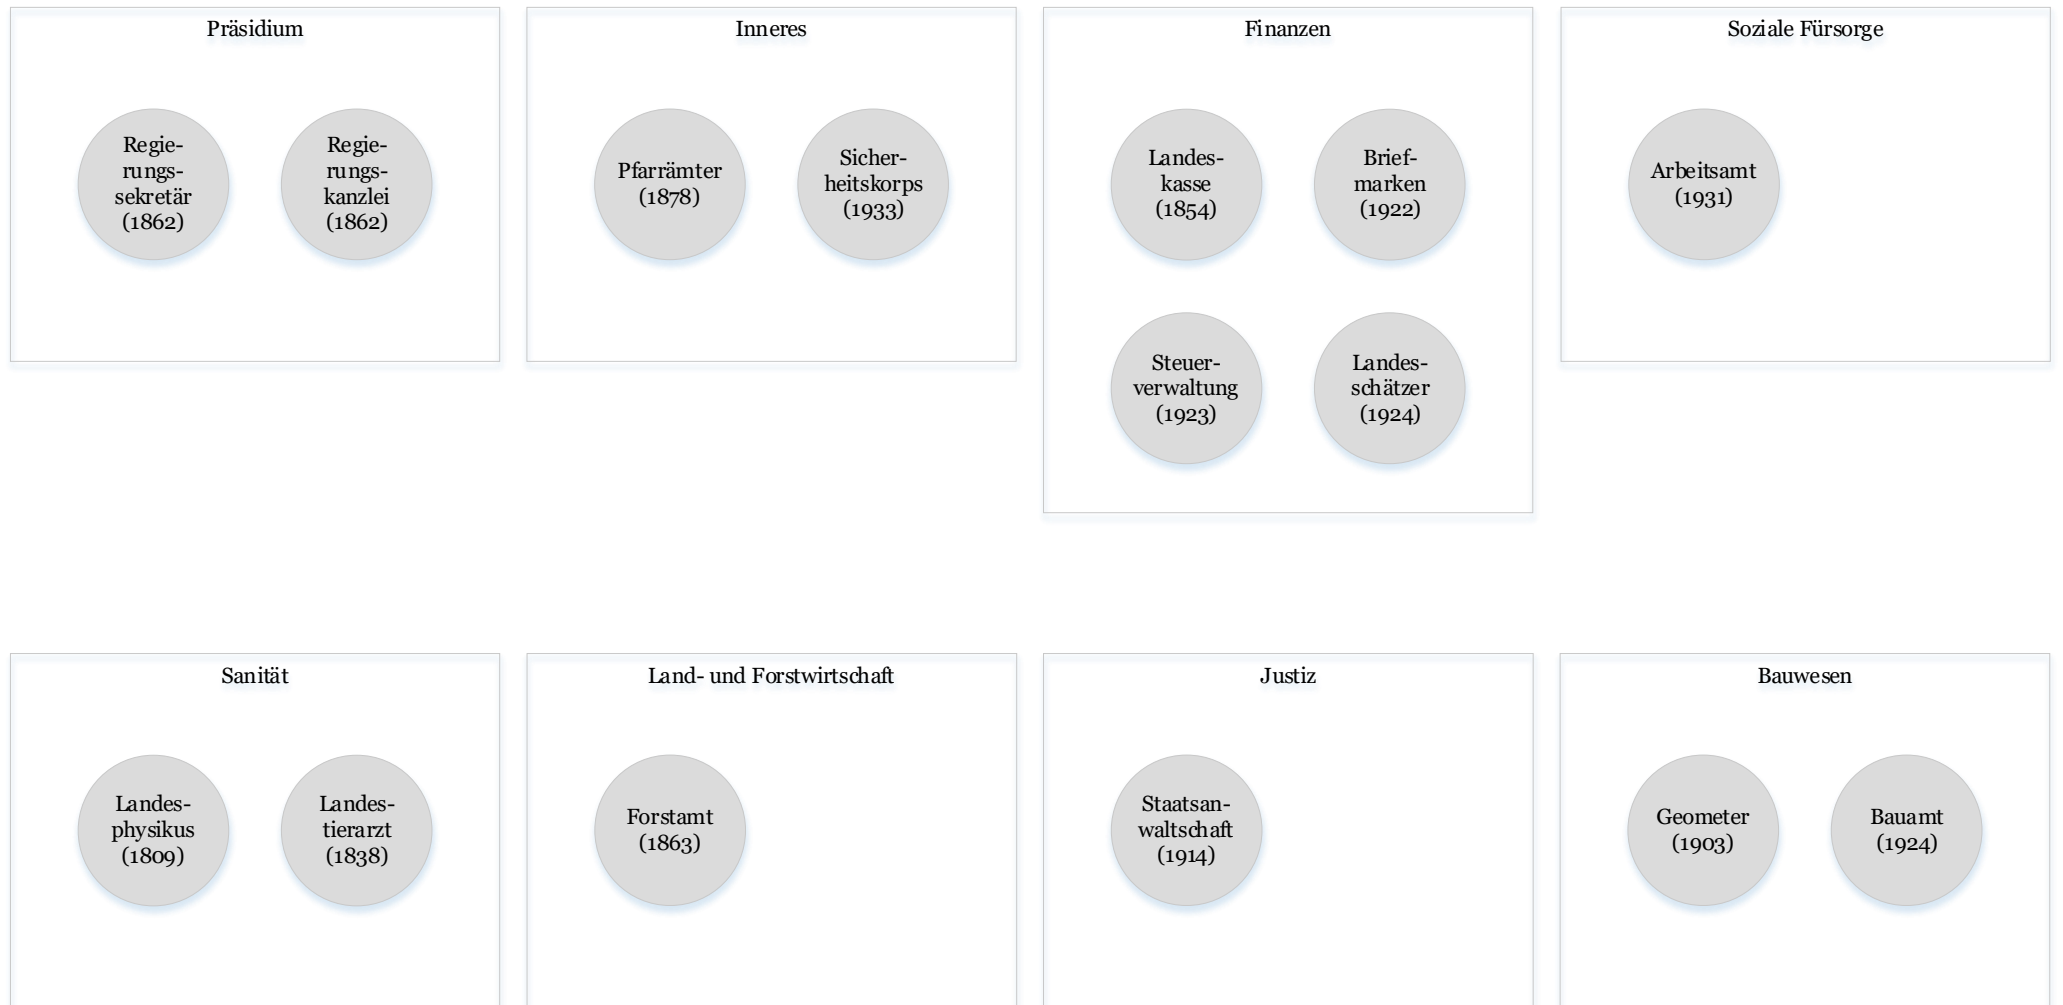 Präsidium
Regie-
rungs-
sekretär
(1862)
Regie-
rungs-
kanzlei
(1862)
Inneres
Pfarrämter
(1878)
Sicher-
heitskorps
(1933)
Finanzen
Landes-
kasse
(1854)
Brief-
marken
(1922)
Steuer-
verwaltung
(1923)
Landes-
schätzer
(1924)
Soziale Fürsorge
Arbeitsamt
(1931)
Sanität
Landes-
physikus
(1809)
Landes-
tierarzt
(1838)
Land- und Forstwirtschaft
Forstamt
(1863)
Justiz
Staatsan-
waltschaft
(1914)
Bauwesen
Geometer
(1903)
Bauamt
(1924)